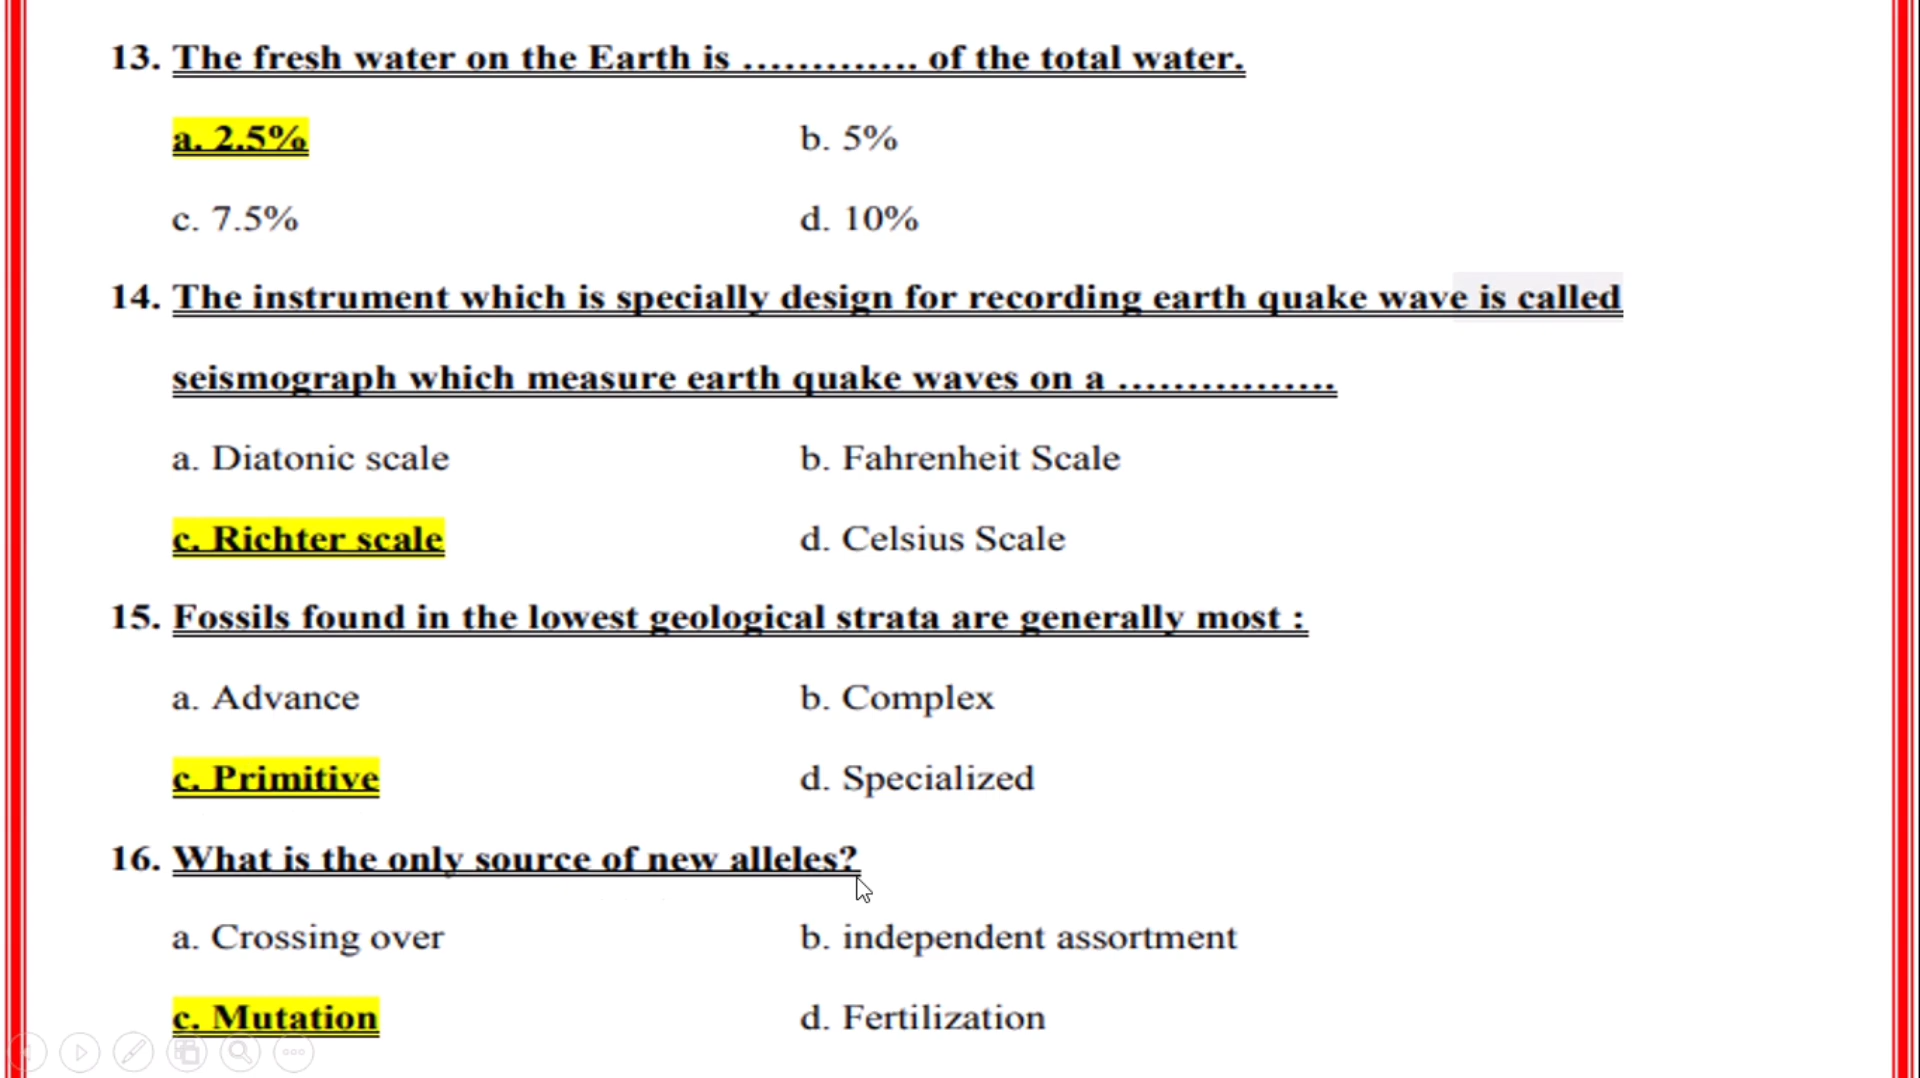 13. The fresh water on the Earth is ............. of the total water.
a. 2.5% b. 5%
c. 7.5% d. 10%
14. The instrument which is specially design for recording earth quake wave is called
seismograph which measure earth quake waves on a ................
a. Diatonic scale b. Fahrenheit Scale
c. Richter scale d. Celsius Scale
15. Fossils found in the lowest geological strata are generally most :
a. Advance b. Complex
c. Primitive d. Specialized
16. What is the only source of new alleles?
a. Crossing over b. independent assortment
c. Mutation d. Fertilization